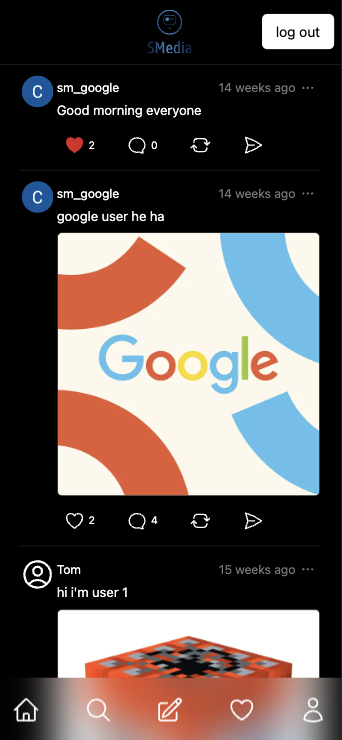 SMedia
log out
C
sm_google
14 weeks ago
Good morning everyone
2
0
C
sm_google
14 weeks ago
google user he ha
Google
2
4
Tom
15 weeks ago
hi i'm user 1